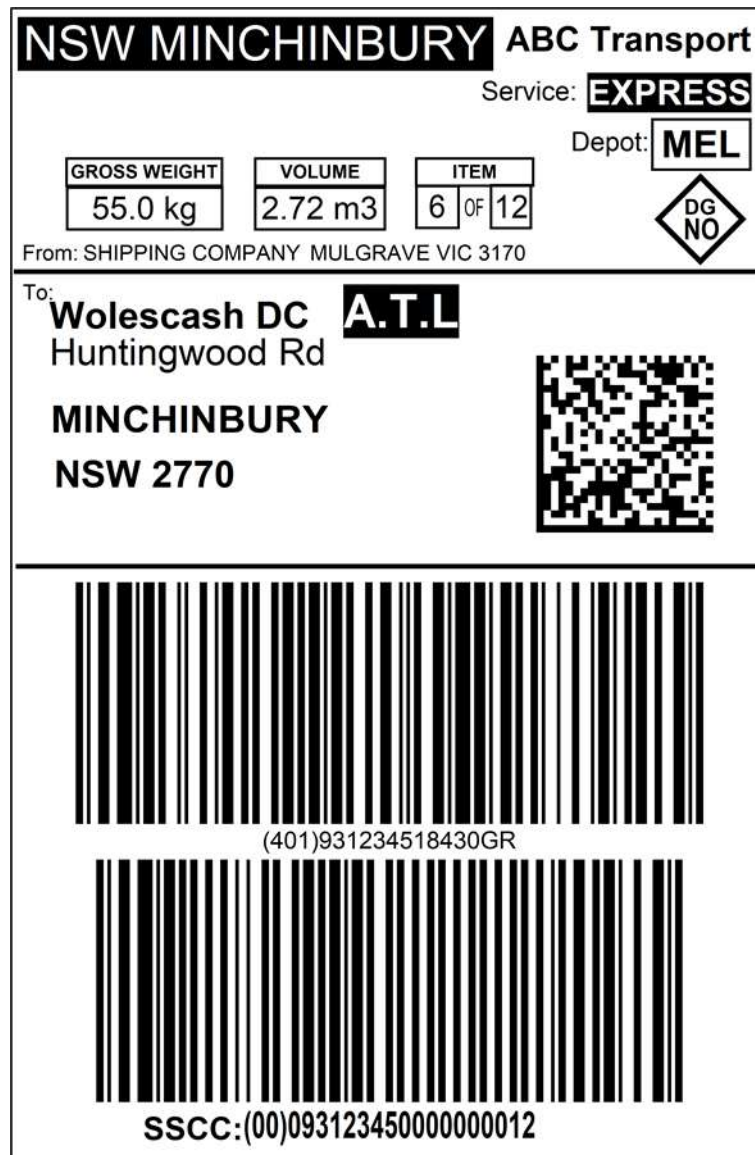 NSW MINCHINBURY ABC Transport
Service: EXPRESS
Depot: MEL
GROSS WEIGHT VOLUME ITEM
55.0 kg 2.72 m3 6 OF 12
DG
NO
From: SHIPPING COMPANY MULGRAVE VIC 3170
To:
Wolescash DC A.T.L
Huntingwood Rd
MINCHINBURY
NSW 2770
(401)931234518430GR
SSCC:(00)093123450000000012